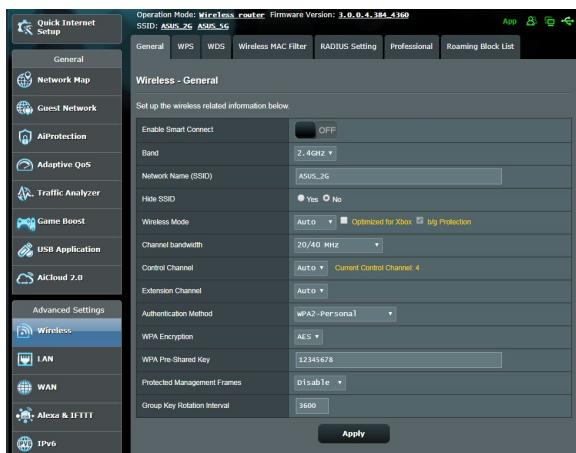 Quick Internet
Setup
General
Network Map
Guest Network
AiProtection
Adaptive QoS
Traffic Analyzer
Game Boost
USB Application
AiCloud 2.0
Advanced Settings
Wireless
LAN
WAN
Alexa & IFTTT
IPv6
Operation Mode: Wireless router Firmware Version: 3.0.0.4.384_4360
SSID: ASUS_2G ASUS_5G
App
General WPS WDS Wireless MAC Filter RADIUS Setting Professional Roaming Block List
Wireless - General
Set up the wireless related information below.
Enable Smart Connect OFF
Band 2.4GHz
Network Name (SSID) ASUS_2G
Hide SSID Yes No
Wireless Mode Auto Optimized for Xbox b/g Protection
Channel bandwidth 20/40 MHz
Control Channel Auto Current Control Channel: 4
Extension Channel Auto
Authentication Method WPA2-Personal
WPA Encryption AES
WPA Pre-Shared Key 12345678
Protected Management Frames Disable
Group Key Rotation Interval 3600
Apply